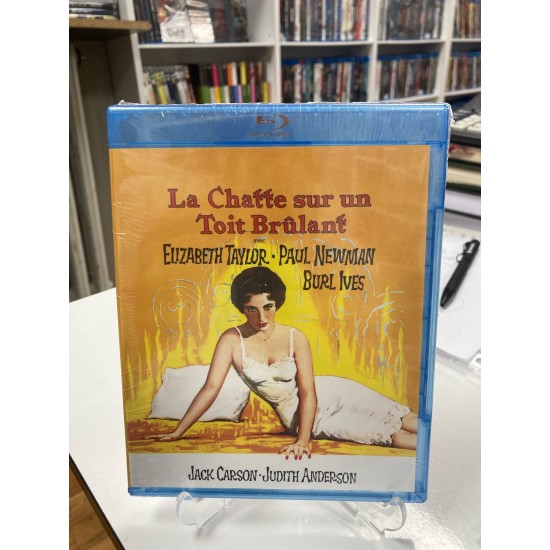 La Chatte sur un
Toit Brûlant
avec
Elizabeth Taylor • Paul Newman
Burl Ives
Jack Carson • Judith Anderson